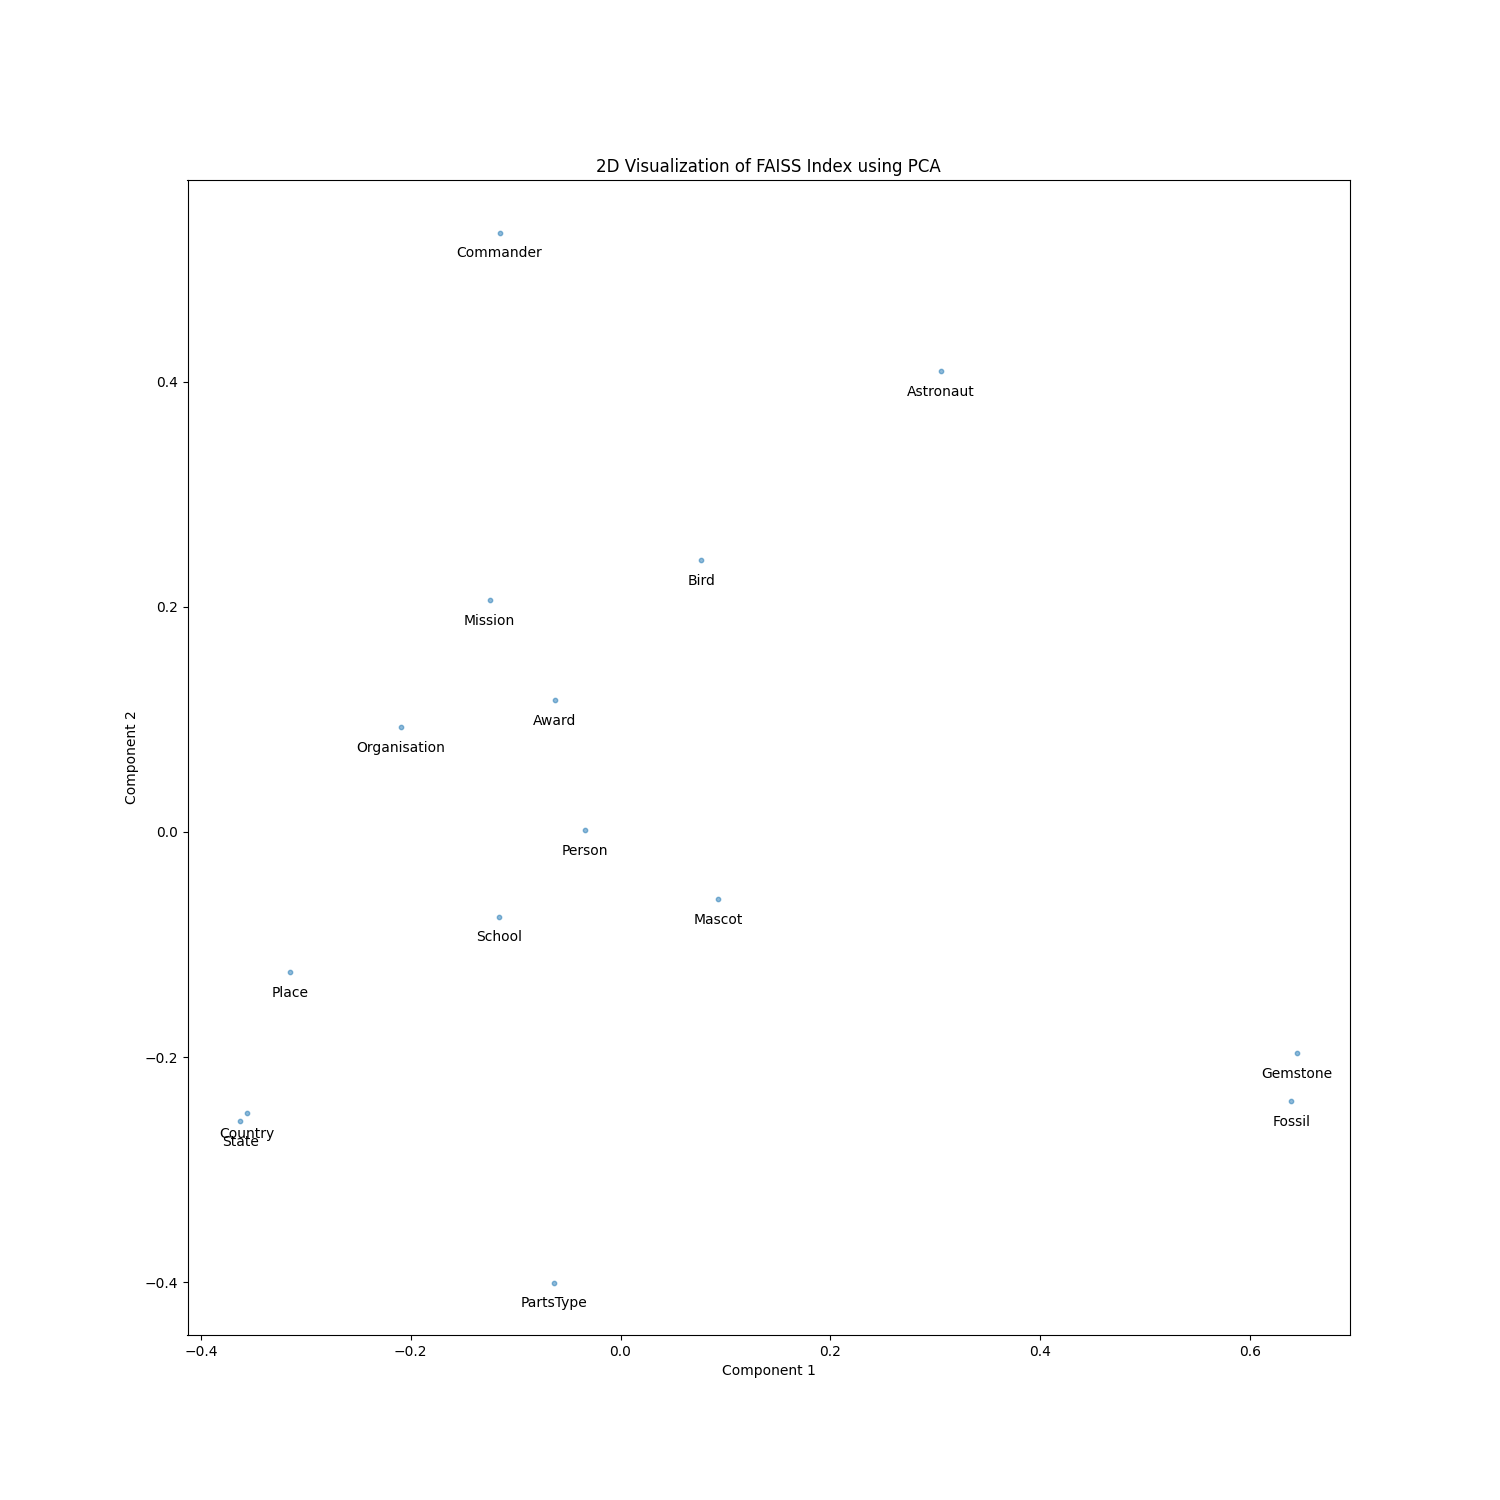 2D Visualization of FAISS Index using PCA
Commander
0.4
Astronaut
Bird
0.2
Mission
Award
Organisation
Component 2
0.0
Person
Mascot
School
Place
−0.2
Gemstone
Fossil
Country
State
−0.4
PartsType
−0.4
−0.2
0.0
0.2
0.4
0.6
Component 1